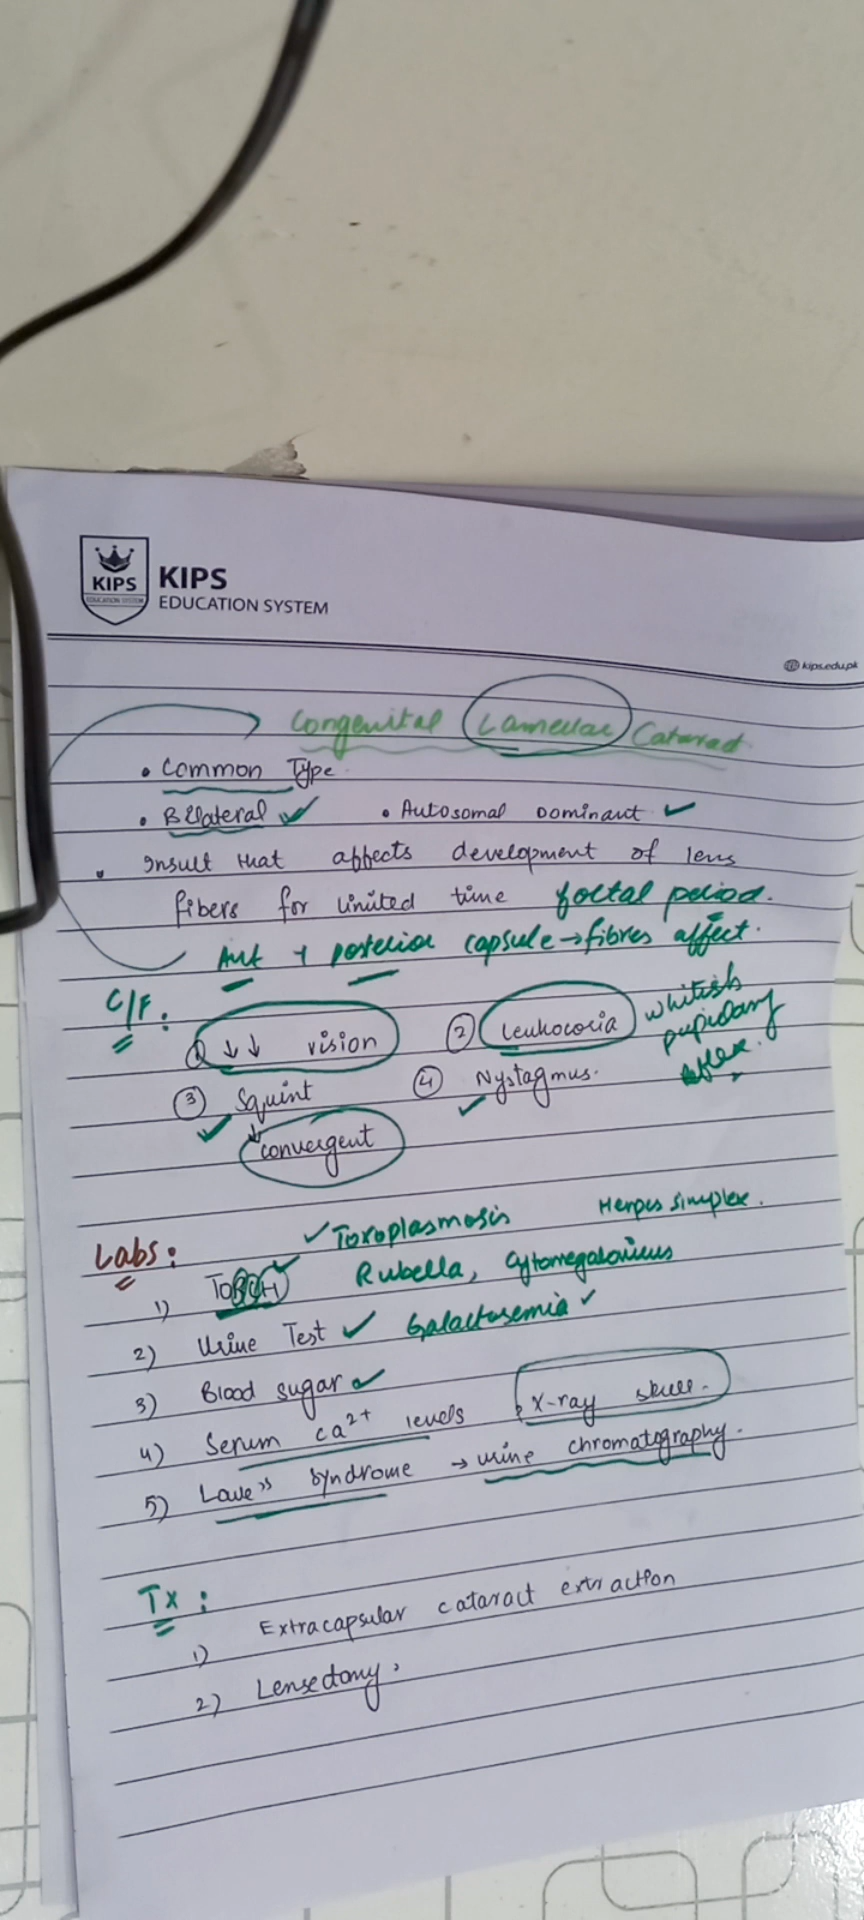 KIPS
EDUCATION SYSTEM
KIPS
EDUCATION SYSTEM
kips.edu.pk
Congenital Lamellar Cataract
• Common Type
• Bilateral ✓ • Autosomal Dominant ✓
• Insult that affects development of lens
fibers for limited time foetal period.
Ant + posterior capsule → fibres affect.
C/F:
① ↓↓ vision ② Leukocoria whitish pupillary reflex.
③ Squint ④ Nystagmus.
↓
convergent
Labs: ✓ Toxoplasmosis Herpes simplex.
1) TORCH ✓ Rubella, Cytomegalovirus
2) Urine Test ✓ Galactosemia ✓
3) Blood sugar ✓
4) Serum Ca²⁺ levels X-ray skull.
5) Lowe's Syndrome → urine chromatography.
Tx:
1) Extracapsular cataract extraction
2) Lensectomy.